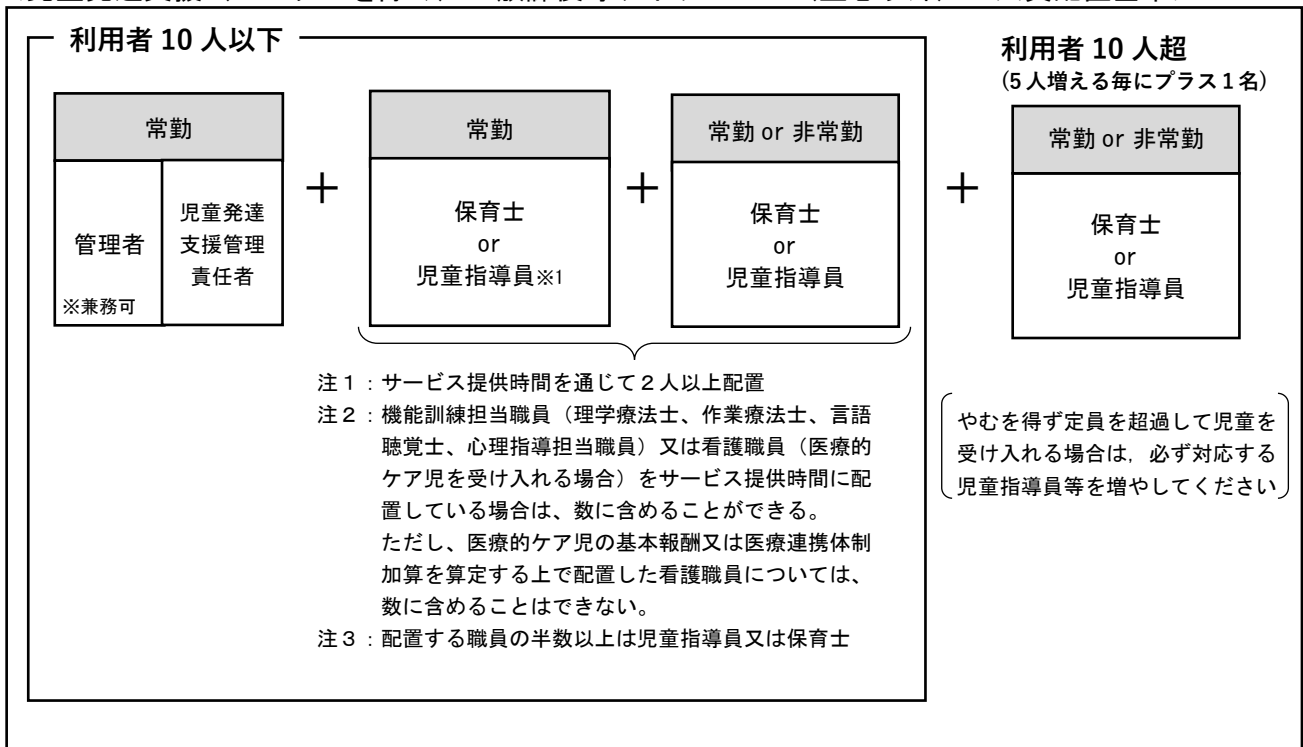 利用者 10 人以下
常勤
管理者
※兼務可
児童発達
支援管理
責任者
＋
常勤
保育士
or
児童指導員※1
＋
常勤 or 非常勤
保育士
or
児童指導員
注１：サービス提供時間を通じて２人以上配置
注２：機能訓練担当職員（理学療法士、作業療法士、言語
聴覚士、心理指導担当職員）又は看護職員（医療的
ケア児を受け入れる場合）をサービス提供時間に配
置している場合は、数に含めることができる。
ただし、医療的ケア児の基本報酬又は医療連携体制
加算を算定する上で配置した看護職員については、
数に含めることはできない。
注３：配置する職員の半数以上は児童指導員又は保育士
＋
利用者 10 人超
(5 人増える毎にプラス１名)
常勤 or 非常勤
保育士
or
児童指導員
やむを得ず定員を超過して児童を
受け入れる場合は，必ず対応する
児童指導員等を増やしてください